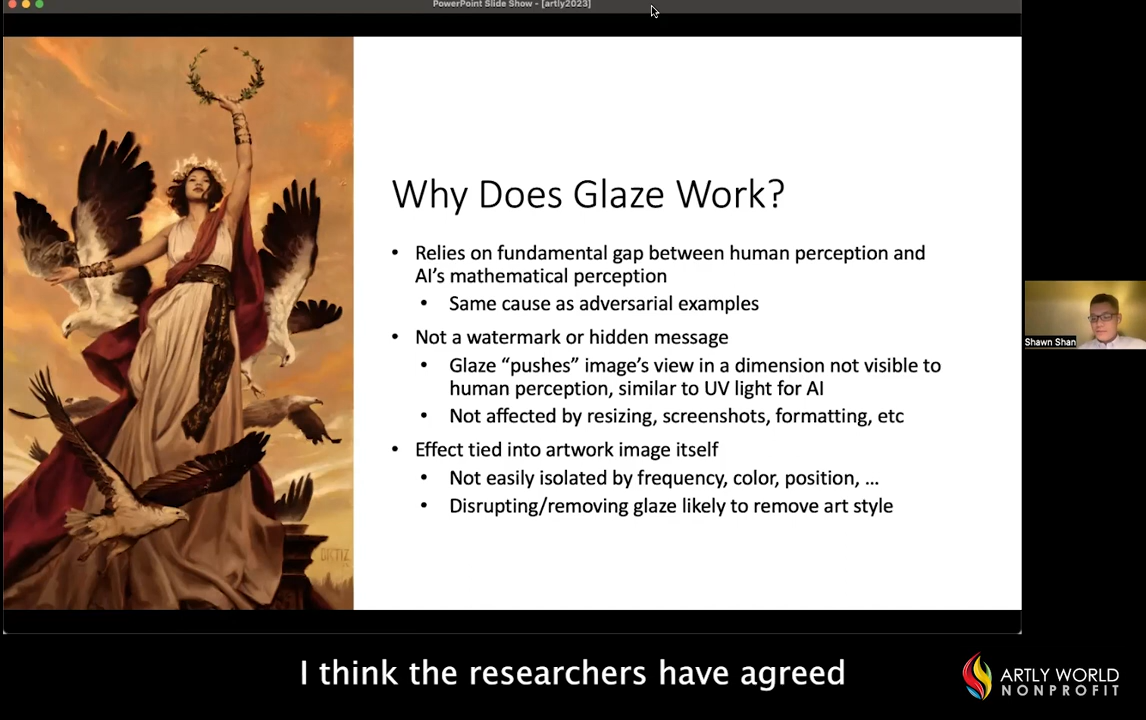 PowerPoint Slide Show - [artly2023]
Why Does Glaze Work?
• Relies on fundamental gap between human perception and
AI's mathematical perception
• Same cause as adversarial examples
• Not a watermark or hidden message
• Glaze “pushes” image's view in a dimension not visible to
human perception, similar to UV light for AI
• Not affected by resizing, screenshots, formatting, etc
• Effect tied into artwork image itself
• Not easily isolated by frequency, color, position, …
• Disrupting/removing glaze likely to remove art style
Shawn Shan
I think the researchers have agreed
ARTLY WORLD
NONPROFIT